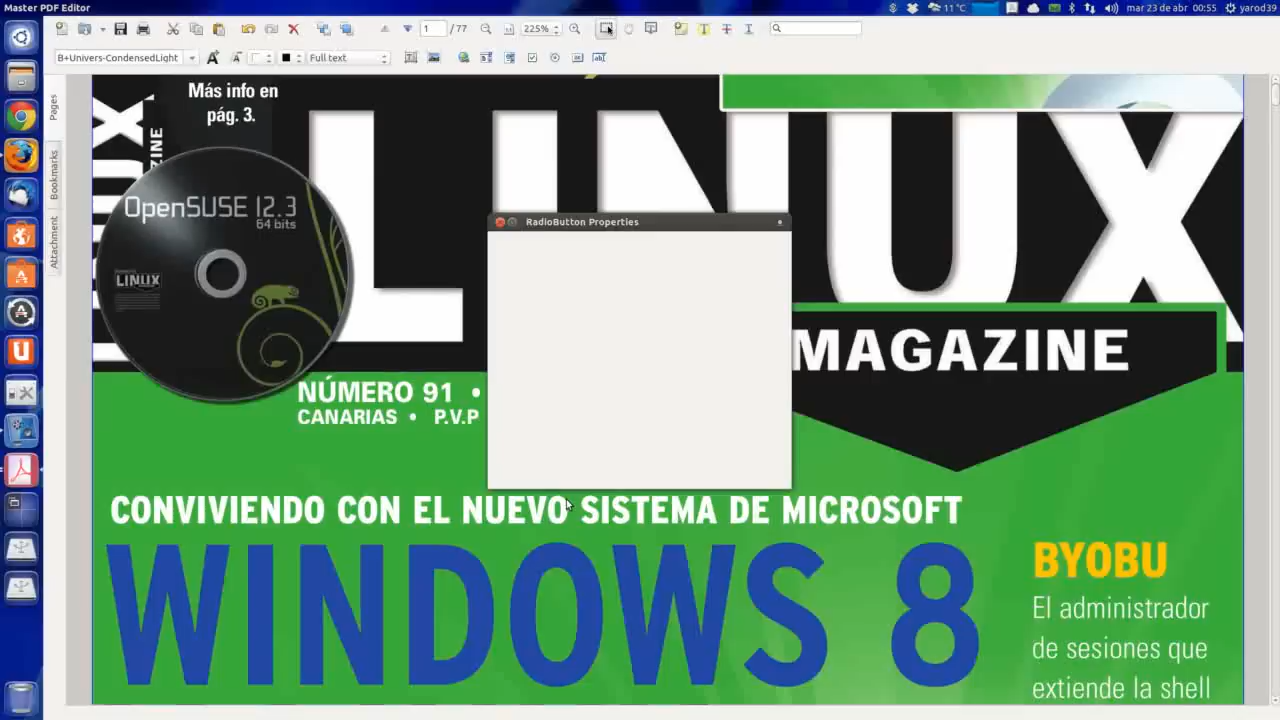 Master PDF Editor
11 °C
mar 23 de abr
00:55
yarod39
1 / 77
225%
B+Univers-CondensedLight
Full text
Pages
Bookmarks
Attachment
Más info en
pág. 3.
LINUX
MAGAZINE
OpenSUSE 12.3
64 bits
LINUX
RadioButton Properties
NÚMERO 91 •
CANARIAS • P.V.P
CONVIVIENDO CON EL NUEVO SISTEMA DE MICROSOFT
WINDOWS 8
BYOBU
El administrador
de sesiones que
extiende la shell